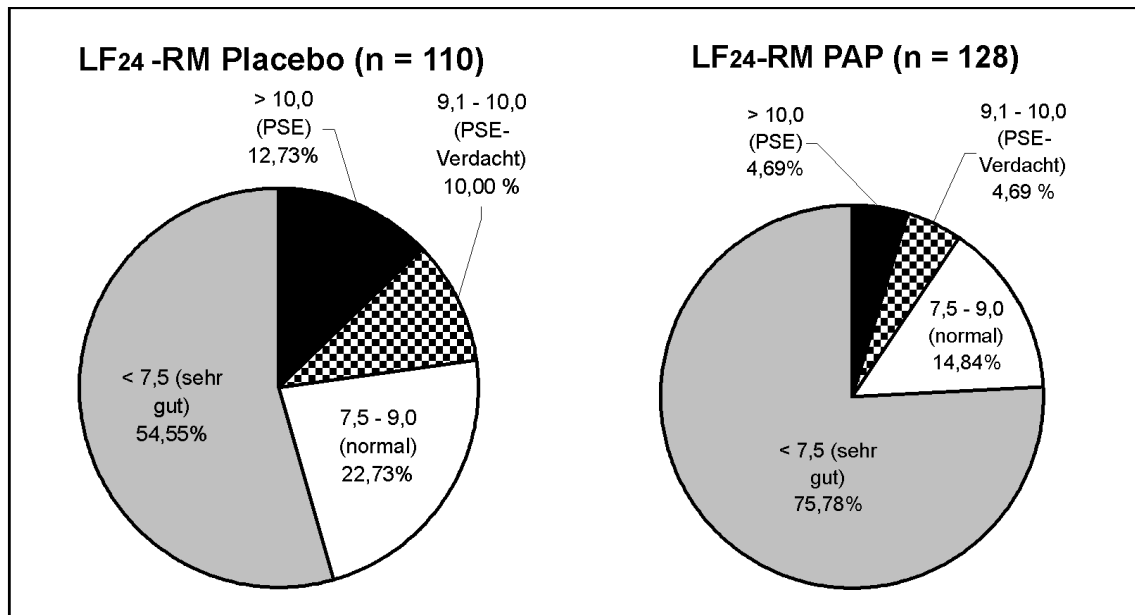 LF24 -RM Placebo (n = 110)
> 10,0
(PSE)
12,73%
9,1 - 10,0
(PSE-
Verdacht)
10,00 %
7,5 - 9,0
(normal)
22,73%
< 7,5 (sehr
gut)
54,55%
LF24-RM PAP (n = 128)
> 10,0
(PSE)
4,69%
9,1 - 10,0
(PSE-
Verdacht)
4,69 %
7,5 - 9,0
(normal)
14,84%
< 7,5 (sehr
gut)
75,78%